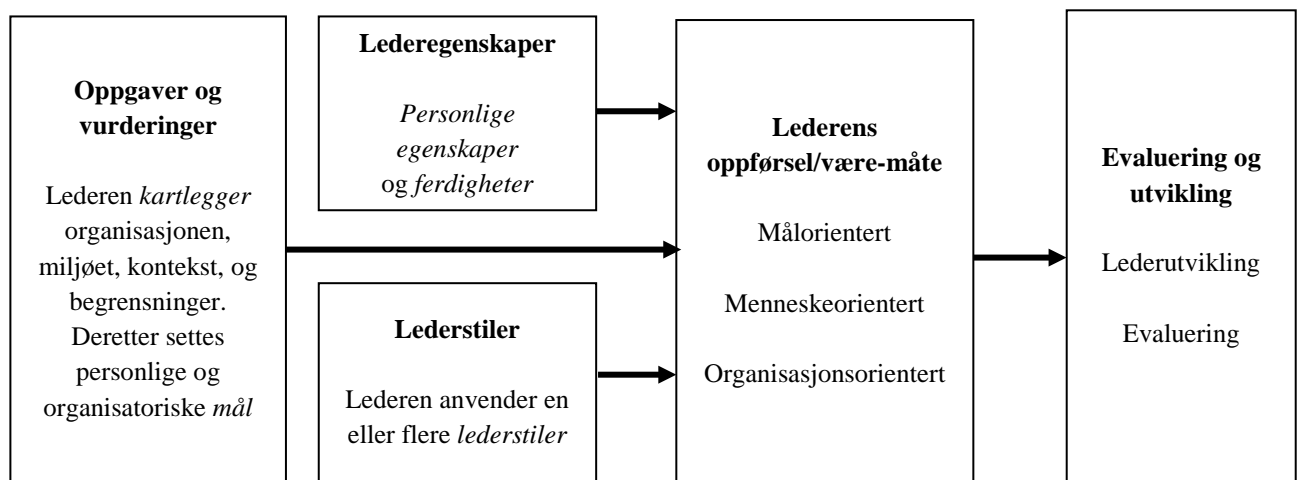 Oppgaver og
vurderinger
Lederen kartlegger
organisasjonen,
miljøet, kontekst, og
begrensninger.
Deretter settes
personlige og
organisatoriske mål
Lederegenskaper
Personlige
egenskaper
og ferdigheter
Lederstiler
Lederen anvender en
eller flere lederstiler
Lederens
oppførsel/være-måte
Målorientert
Menneskeorientert
Organisasjonsorientert
Evaluering og
utvikling
Lederutvikling
Evaluering